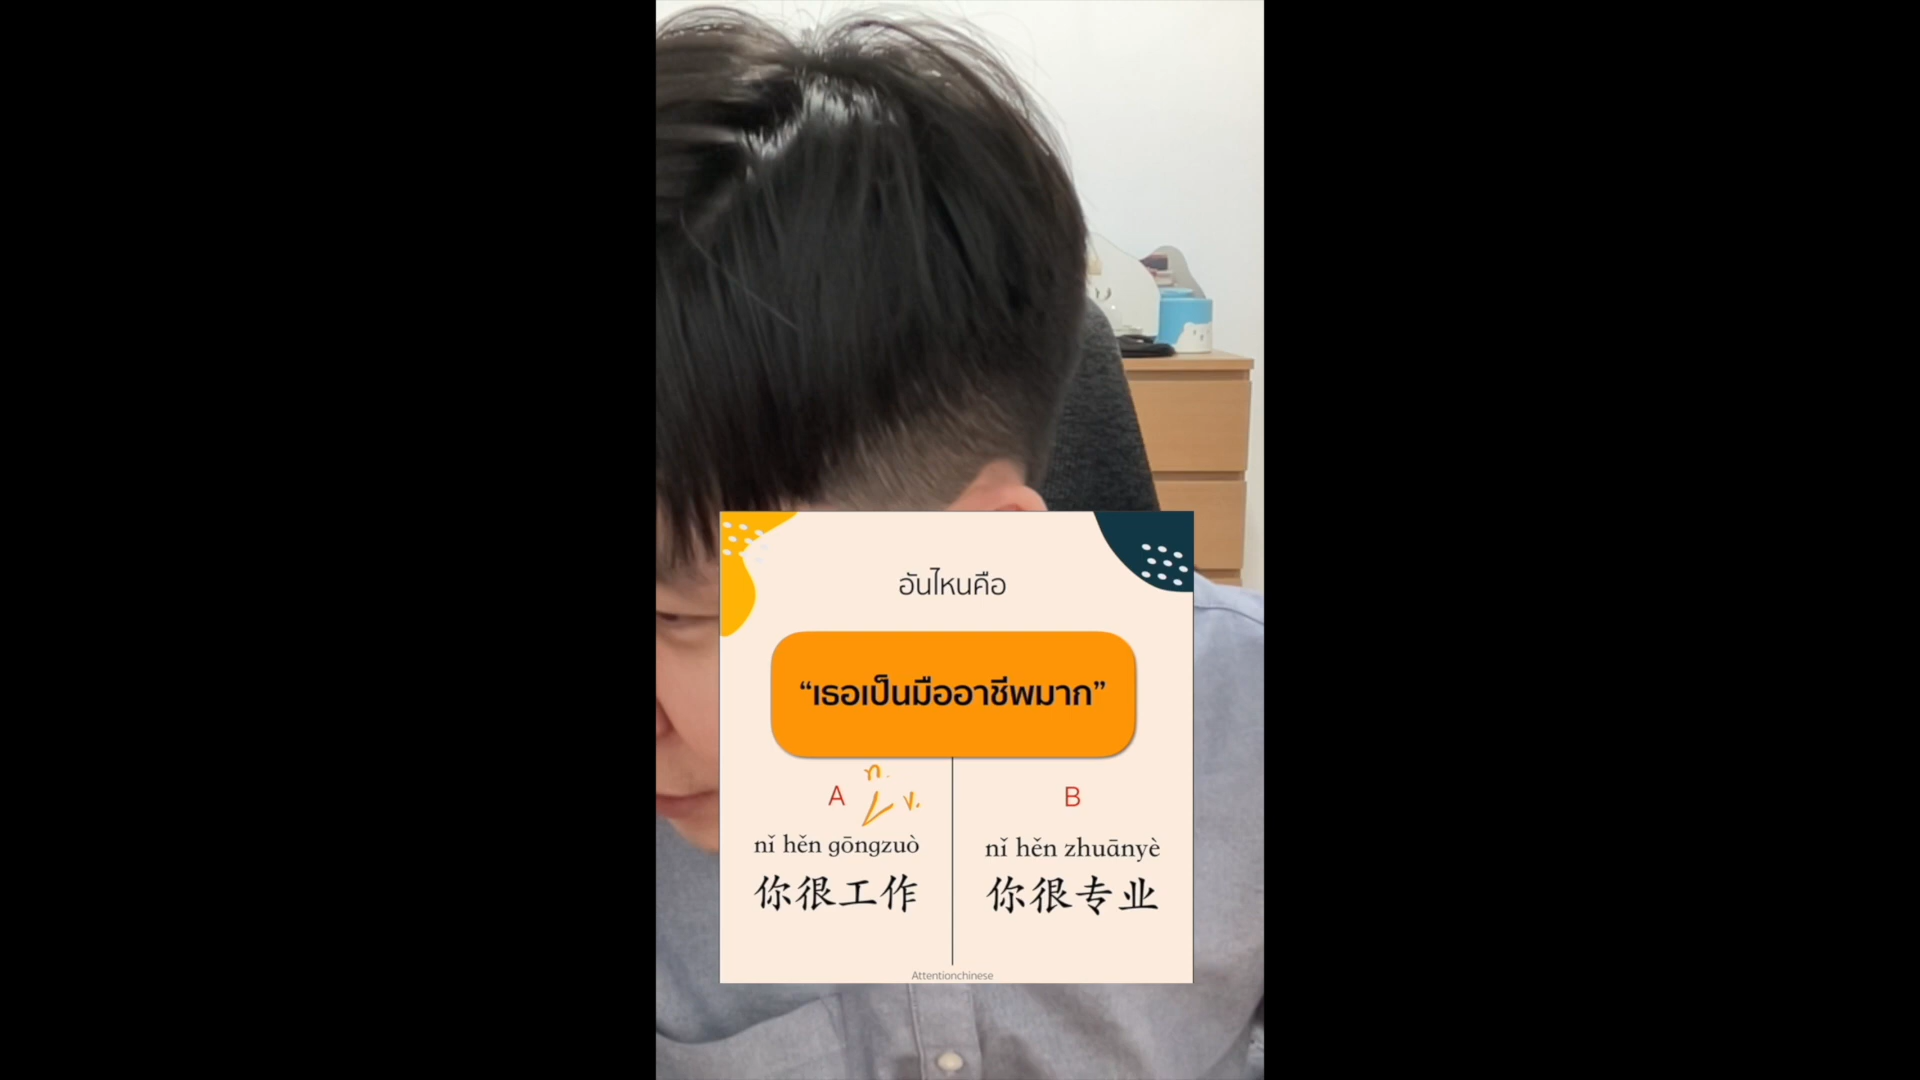 อันไหนคือ
“เธอเป็นมืออาชีพมาก”
n.
A
v.
B
nǐ hěn gōngzuò
nǐ hěn zhuānyè
你很工作
你很专业
Attentionchinese